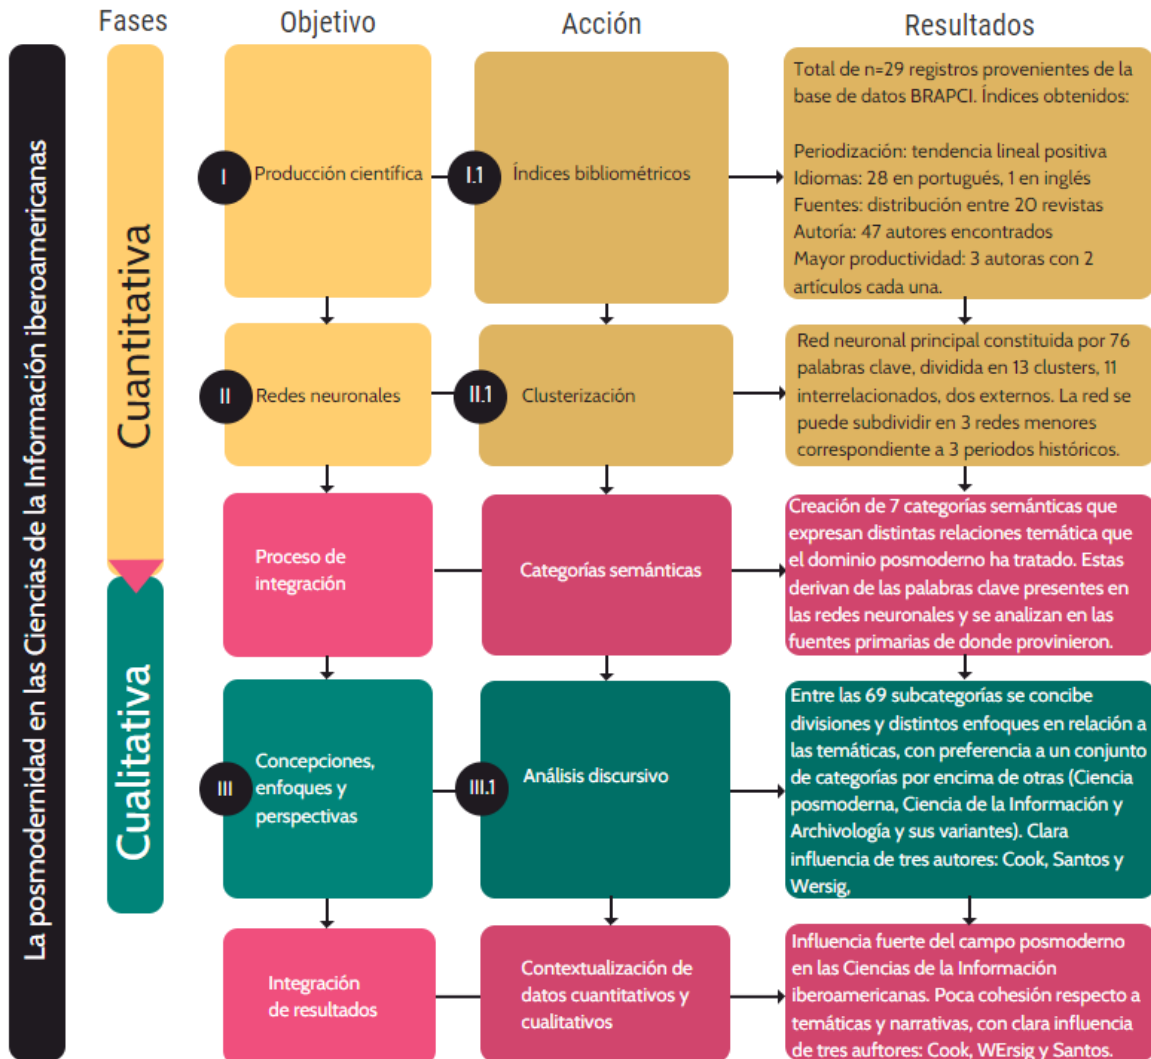 Fases
Objetivo
Acción
Resultados
La posmodernidad en las Ciencias de la Información iberoamericanas
Cuantitativa
I
Producción científica
I.1
Índices bibliométricos
Total de n=29 registros provenientes de la
base de datos BRAPCI. Índices obtenidos:
Periodización: tendencia lineal positiva
Idiomas: 28 en portugués, 1 en inglés
Fuentes: distribución entre 20 revistas
Autoría: 47 autores encontrados
Mayor productividad: 3 autoras con 2
artículos cada una.
II
Redes neuronales
II.1
Clusterización
Red neuronal principal constituida por 76
palabras clave, dividida en 13 clusters, 11
interrelacionados, dos externos. La red se
puede subdividir en 3 redes menores
correspondiente a 3 periodos históricos.
Proceso de
integración
Categorías semánticas
Creación de 7 categorías semánticas que
expresan distintas relaciones temática que
el dominio posmoderno ha tratado. Estas
derivan de las palabras clave presentes en
las redes neuronales y se analizan en las
fuentes primarias de donde provinieron.
Cualitativa
III
Concepciones,
enfoques y
perspectivas
III.1
Análisis discursivo
Entre las 69 subcategorías se concibe
divisiones y distintos enfoques en relación a
las temáticas, con preferencia a un conjunto
de categorías por encima de otras (Ciencia
posmoderna, Ciencia de la Información y
Archivología y sus variantes). Clara
influencia de tres autores: Cook, Santos y
Wersig,
Integración
de resultados
Contextualización de
datos cuantitativos y
cualitativos
Influencia fuerte del campo posmoderno
en las Ciencias de la Información
iberoamericanas. Poca cohesión respecto a
temáticas y narrativas, con clara influencia
de tres auftores: Cook, WErsig y Santos.